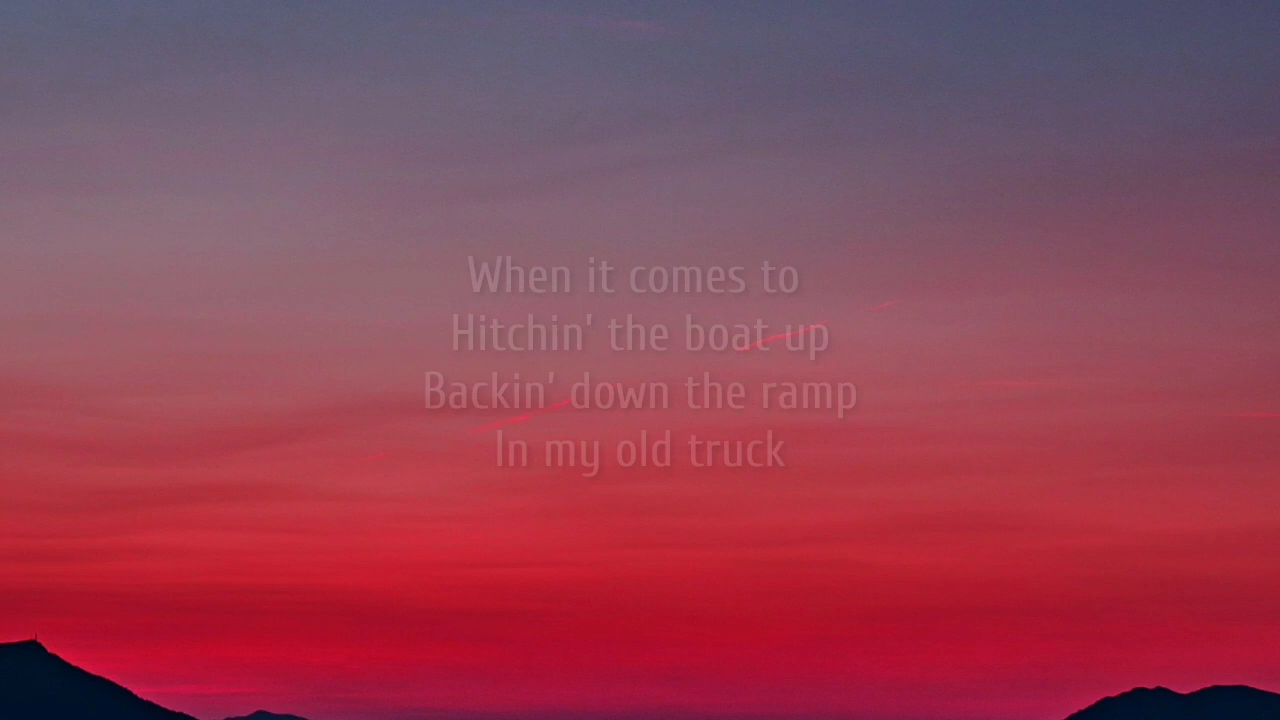 When it comes to
Hitchin' the boat up
Backin' down the ramp
In my old truck